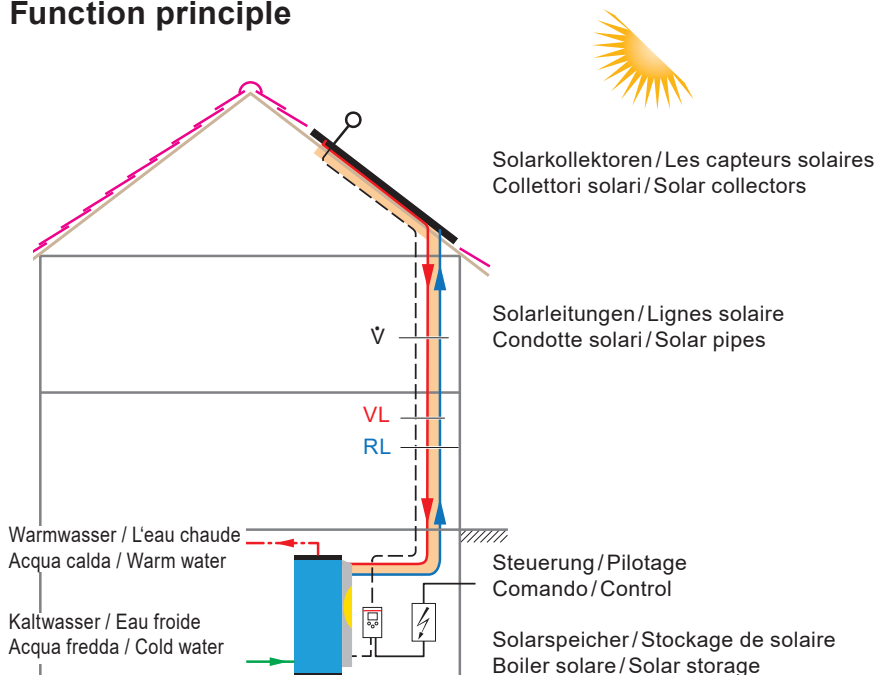 Function principle
Solarkollektoren / Les capteurs solaires
Collettori solari / Solar collectors
Solarleitungen / Lignes solaire
Condotte solari / Solar pipes
V̇
VL
RL
Warmwasser / L‘eau chaude
Acqua calda / Warm water
Steuerung / Pilotage
Comando / Control
Kaltwasser / Eau froide
Acqua fredda / Cold water
Solarspeicher / Stockage de solaire
Boiler solare / Solar storage